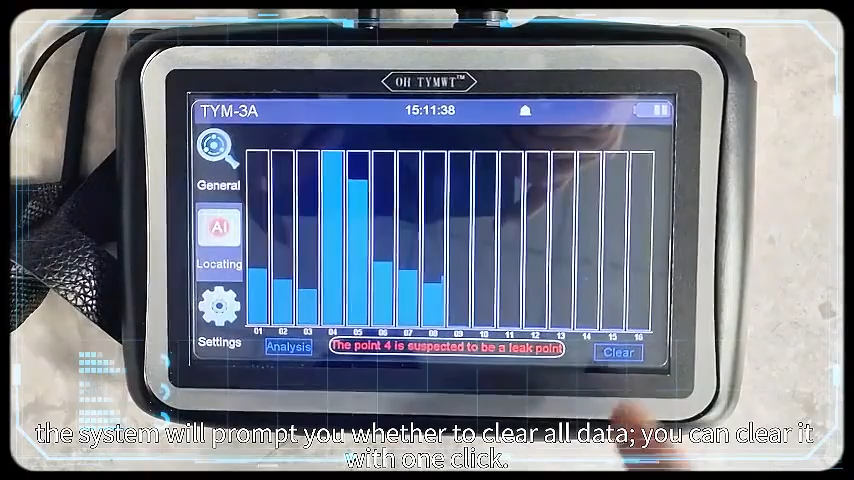 OH TYMWT™
TYM-3A 15:11:38
General
AI
Locating
Settings
01 02 03 04 05 06 07 08 09 10 11 12 13 14 15 16
Analysis The point 4 is suspected to be a leak point Clear
the system will prompt you whether to clear all data; you can clear it
with one click.